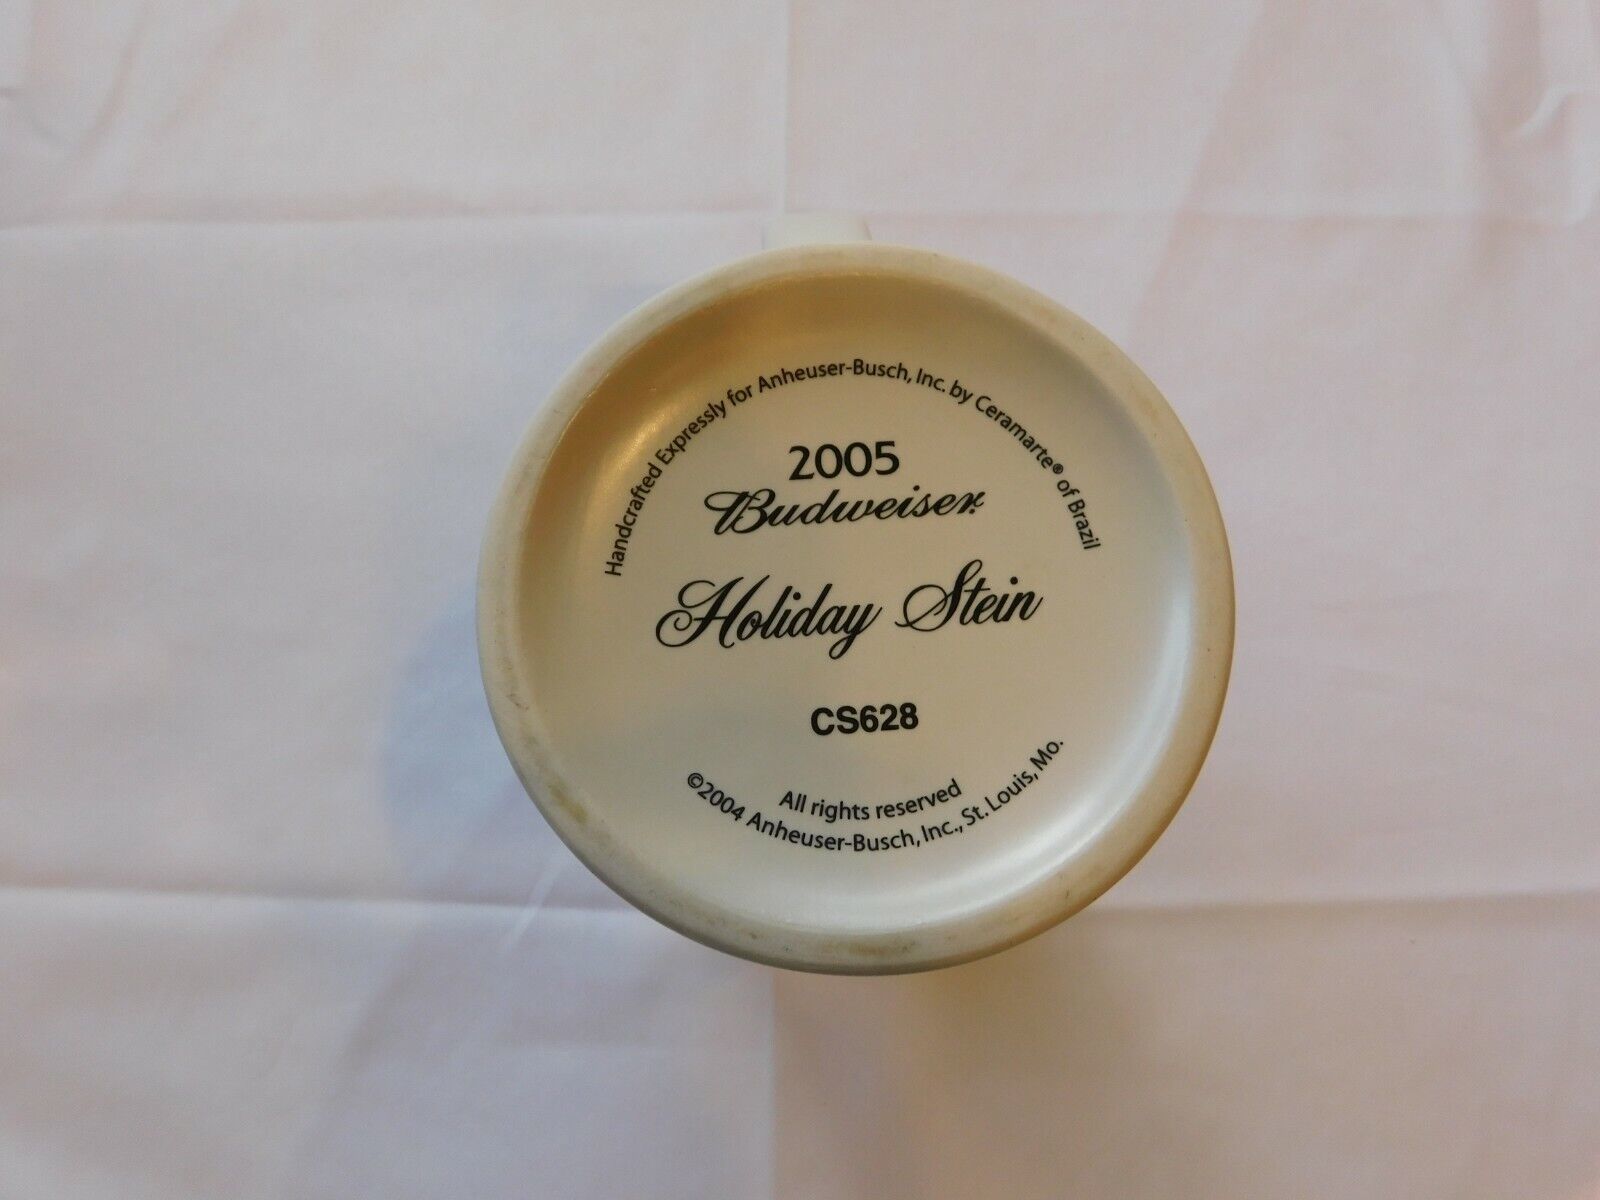 Handcrafted Expressly for Anheuser-Busch, Inc. by Ceramarte® of Brazil
2005
Budweiser
Holiday Stein
CS628
All rights reserved
©2004 Anheuser-Busch, Inc., St. Louis, Mo.